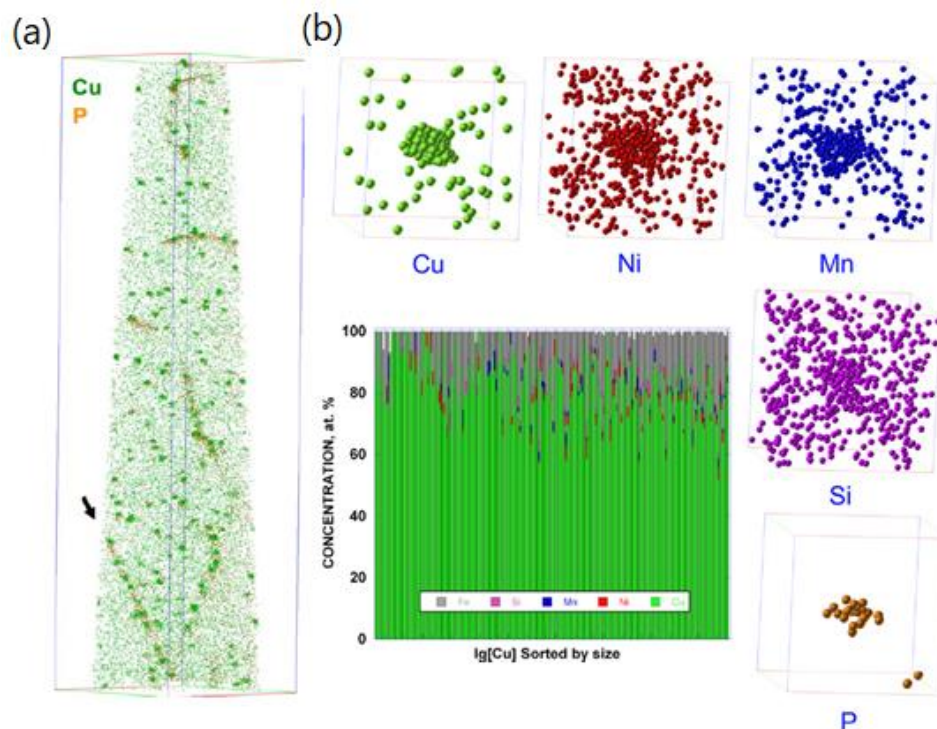 (a)
Cu
P
(b)
Cu
Ni
Mn
Si
P
CONCENTRATION, at. %
100
80
60
40
20
0
Fe Si Mn Ni Cu
lg[Cu] Sorted by size